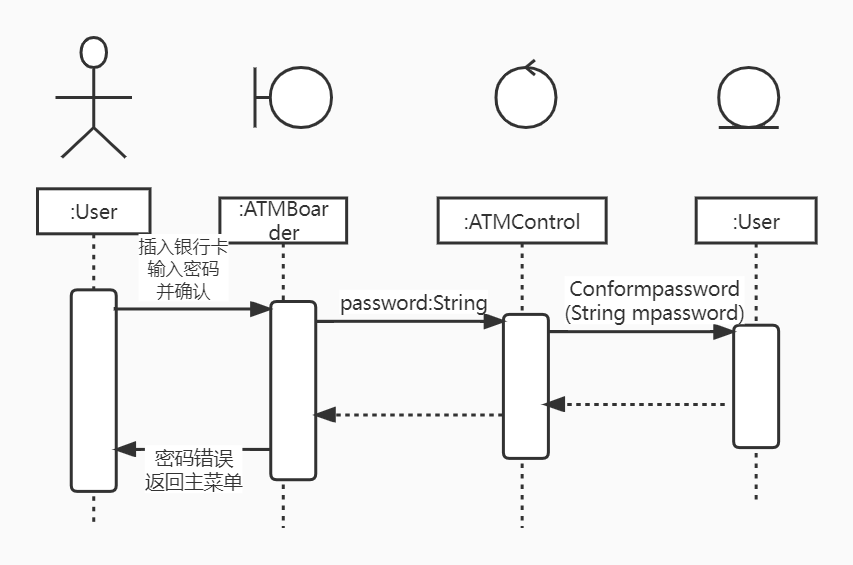 :User
:ATMBoar
der
:ATMControl
:User
插入银行卡
输入密码
并确认
password:String
Conformpassword
(String mpassword)
密码错误
返回主菜单